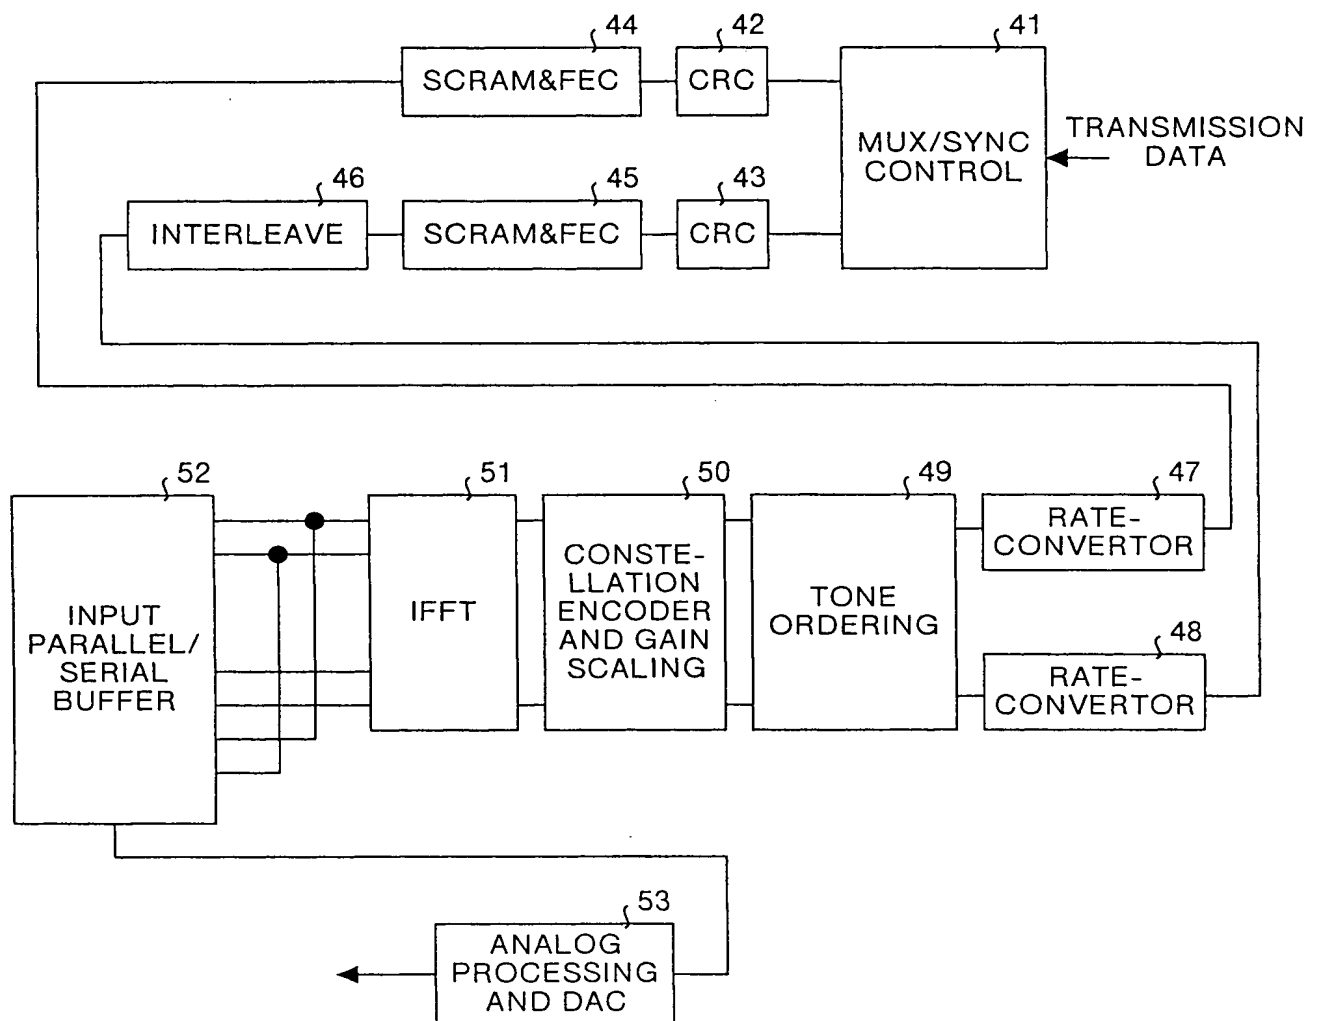 44
42
41
SCRAM&FEC
CRC
MUX/SYNC
CONTROL
TRANSMISSION
DATA
46
45
43
INTERLEAVE
SCRAM&FEC
CRC
52
51
50
49
47
INPUT
PARALLEL/
SERIAL
BUFFER
IFFT
CONSTE-
LLATION
ENCODER
AND GAIN
SCALING
TONE
ORDERING
RATE-
CONVERTOR
48
RATE-
CONVERTOR
53
ANALOG
PROCESSING
AND DAC